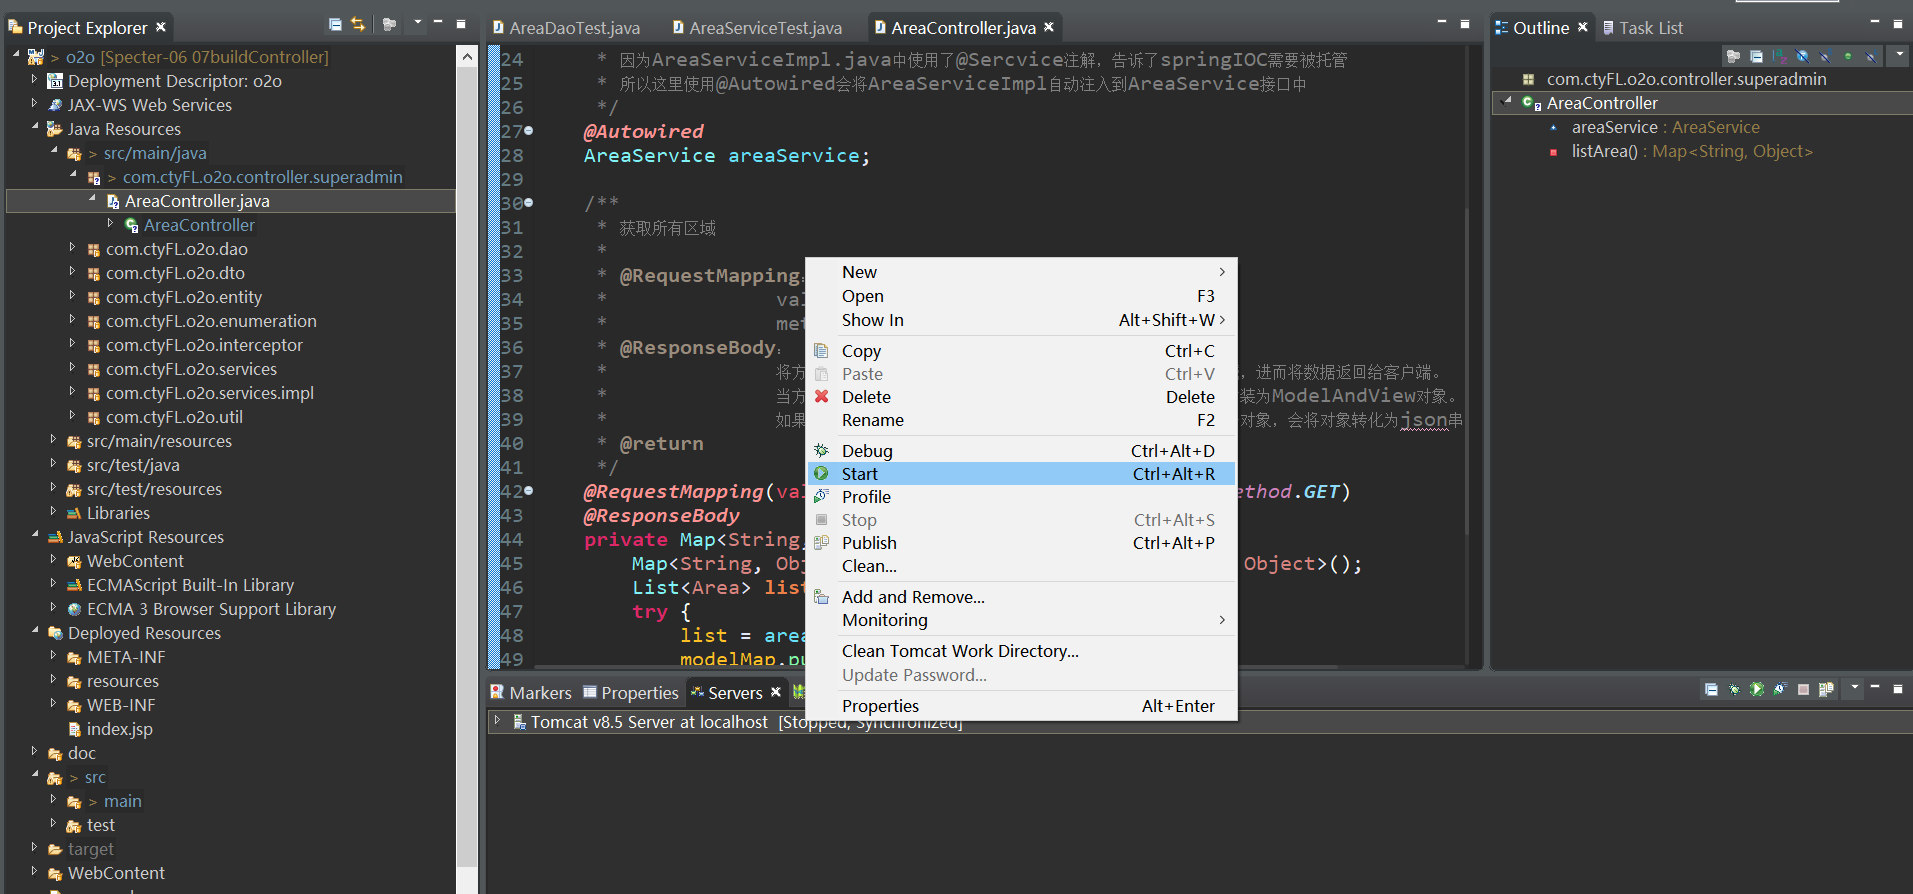 Project Explorer
> o2o [Specter-06 07buildController]
Deployment Descriptor: o2o
JAX-WS Web Services
Java Resources
> src/main/java
> com.ctyFL.o2o.controller.superadmin
AreaController.java
AreaController
com.ctyFL.o2o.dao
com.ctyFL.o2o.dto
com.ctyFL.o2o.entity
com.ctyFL.o2o.enumeration
com.ctyFL.o2o.interceptor
com.ctyFL.o2o.services
com.ctyFL.o2o.services.impl
com.ctyFL.o2o.util
src/main/resources
src/test/java
src/test/resources
Libraries
JavaScript Resources
WebContent
ECMAScript Built-In Library
ECMA 3 Browser Support Library
Deployed Resources
META-INF
resources
WEB-INF
index.jsp
doc
> src
> main
test
target
WebContent
AreaDaoTest.java AreaServiceTest.java AreaController.java
24 * 因为AreaServiceImpl.java中使用了@Sercvice注解，告诉了springIOC需要被托管
25 * 所以这里使用@Autowired会将AreaServiceImpl自动注入到AreaService接口中
26 */
27 @Autowired
28 AreaService areaService;
29
30 /**
31 * 获取所有区域
32 *
33 * @RequestMapping
34 * val
35 * met
36 * @ResponseBody：
37 * 将方 ，进而将数据返回给客户端。
38 * 当方 装为ModelAndView对象。
39 * 如果 对象，会将对象转化为json串
40 * @return
41 */
42 @RequestMapping(val ethod.GET)
43 @ResponseBody
44 private Map<String,
45 Map<String, Obj Object>();
46 List<Area> list
47 try {
48 list = area
49 modelMap.pu
New
Open F3
Show In Alt+Shift+W
Copy Ctrl+C
Paste Ctrl+V
Delete Delete
Rename F2
Debug Ctrl+Alt+D
Start Ctrl+Alt+R
Profile
Stop Ctrl+Alt+S
Publish Ctrl+Alt+P
Clean...
Add and Remove...
Monitoring
Clean Tomcat Work Directory...
Update Password...
Properties Alt+Enter
Markers Properties Servers
Tomcat v8.5 Server at localhost [Stopped, Synchronized]
Outline Task List
com.ctyFL.o2o.controller.superadmin
AreaController
areaService : AreaService
listArea() : Map<String, Object>